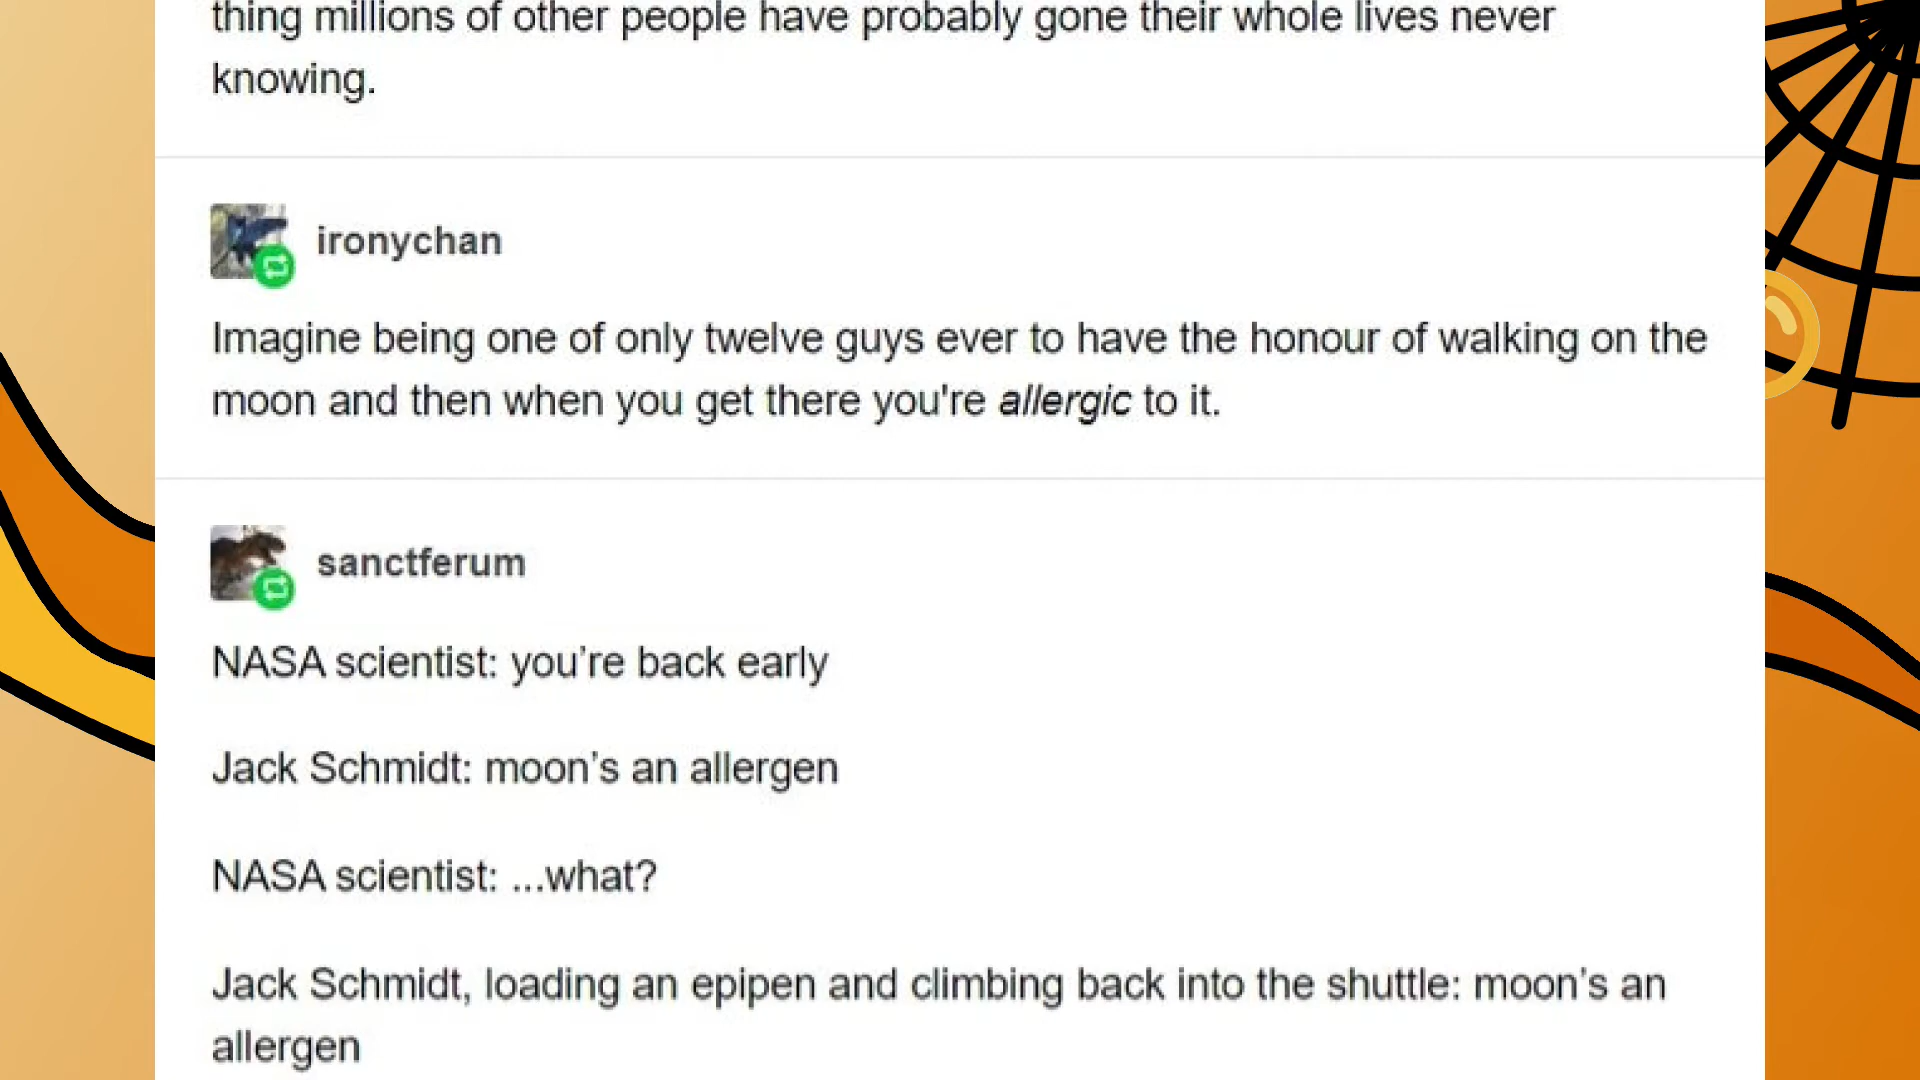 thing millions of other people have probably gone their whole lives never
knowing.
ironychan
Imagine being one of only twelve guys ever to have the honour of walking on the
moon and then when you get there you're allergic to it.
sanctferum
NASA scientist: you’re back early
Jack Schmidt: moon’s an allergen
NASA scientist: ...what?
Jack Schmidt, loading an epipen and climbing back into the shuttle: moon’s an
allergen